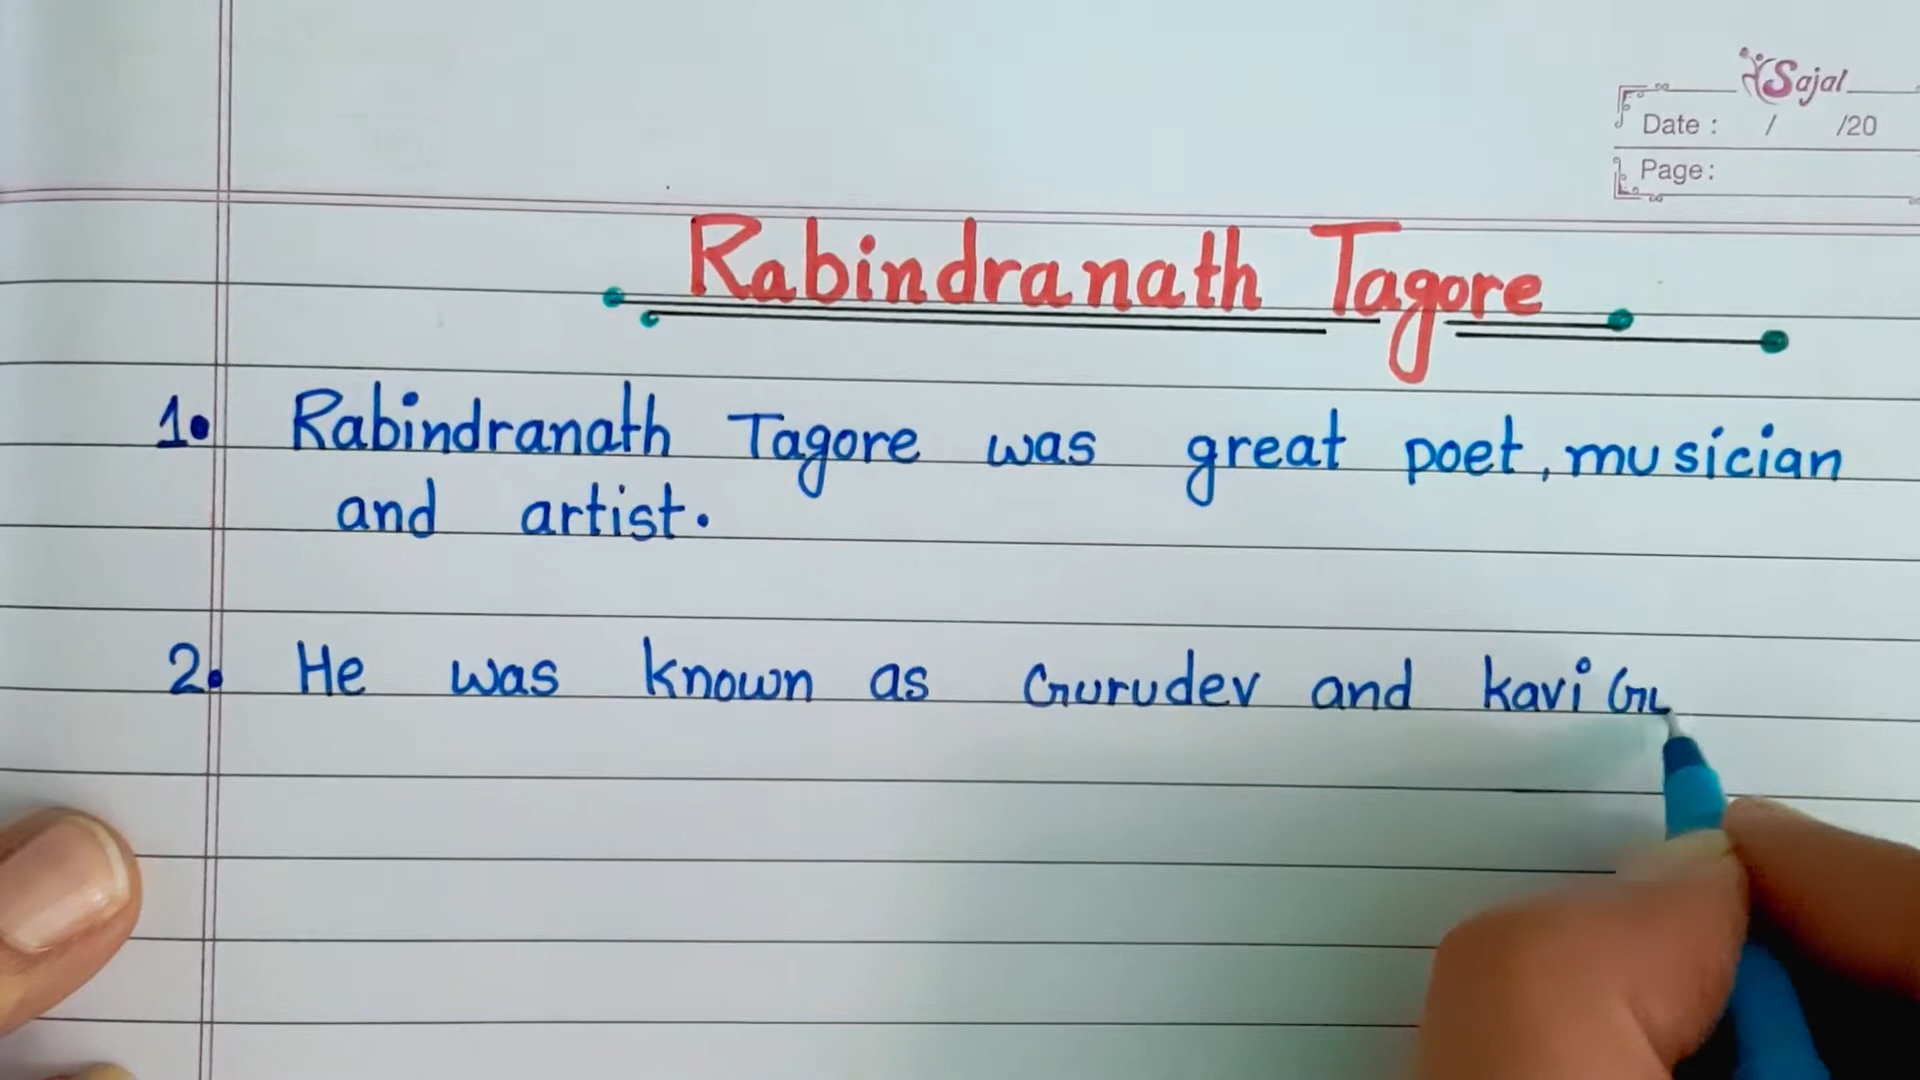 Sajal
Date : / /20
Page :
Rabindranath Tagore
1. Rabindranath Tagore was great poet, musician
and artist.
2. He was known as Gurudev and kavi Gu